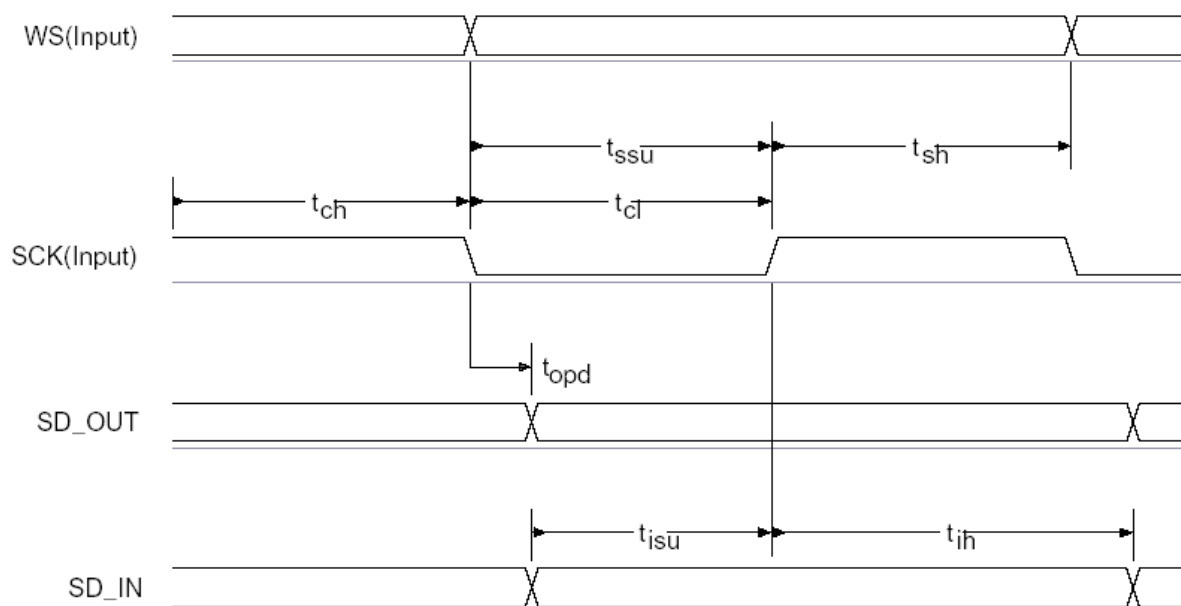 WS(Input)
tssu
tsh
tch
tcl
SCK(Input)
topd
SD_OUT
tisu
tih
SD_IN